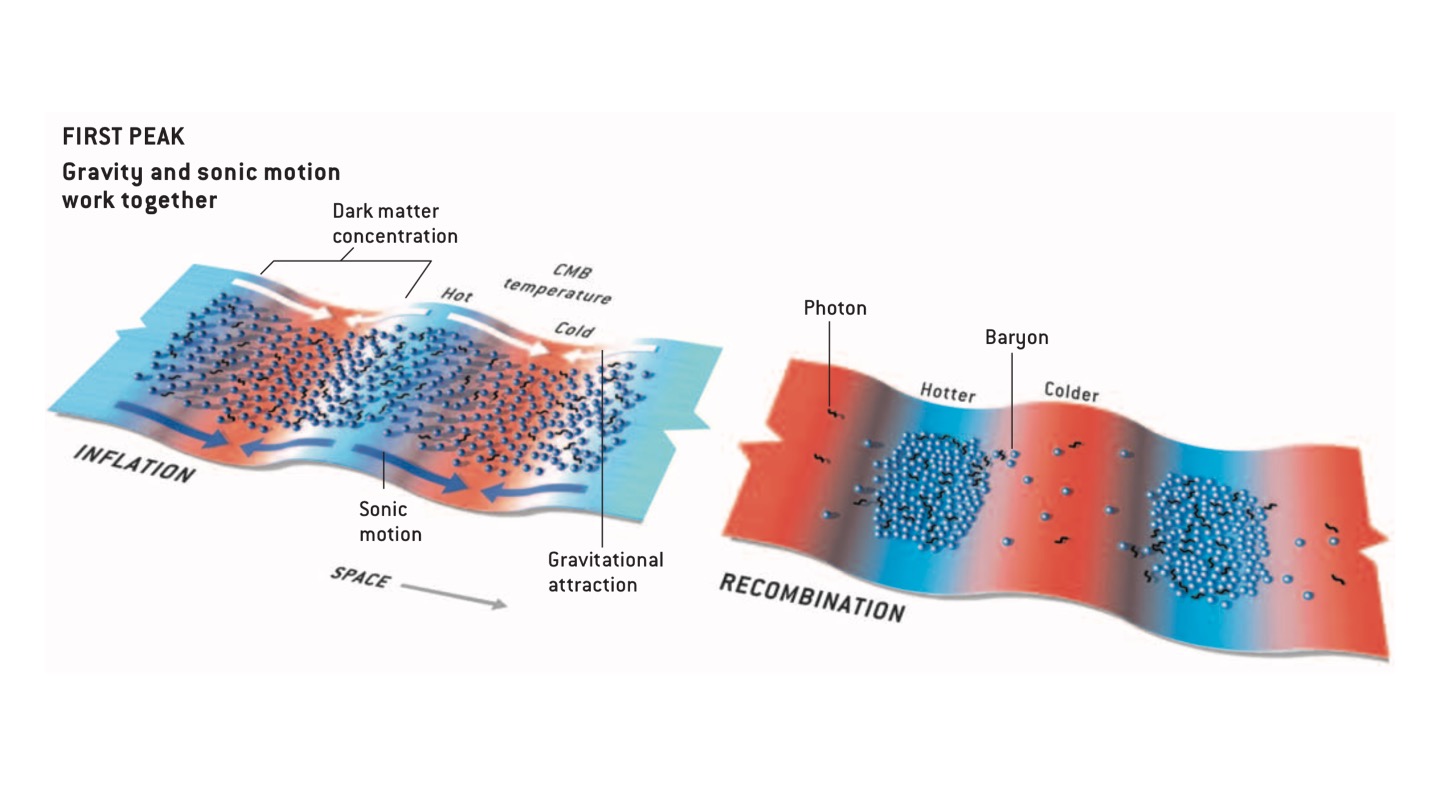 FIRST PEAK
Gravity and sonic motion
work together
Dark matter
concentration
Hot
CMB
temperature
Cold
INFLATION
Sonic
motion
Gravitational
attraction
SPACE
Photon
Baryon
Hotter
Colder
RECOMBINATION